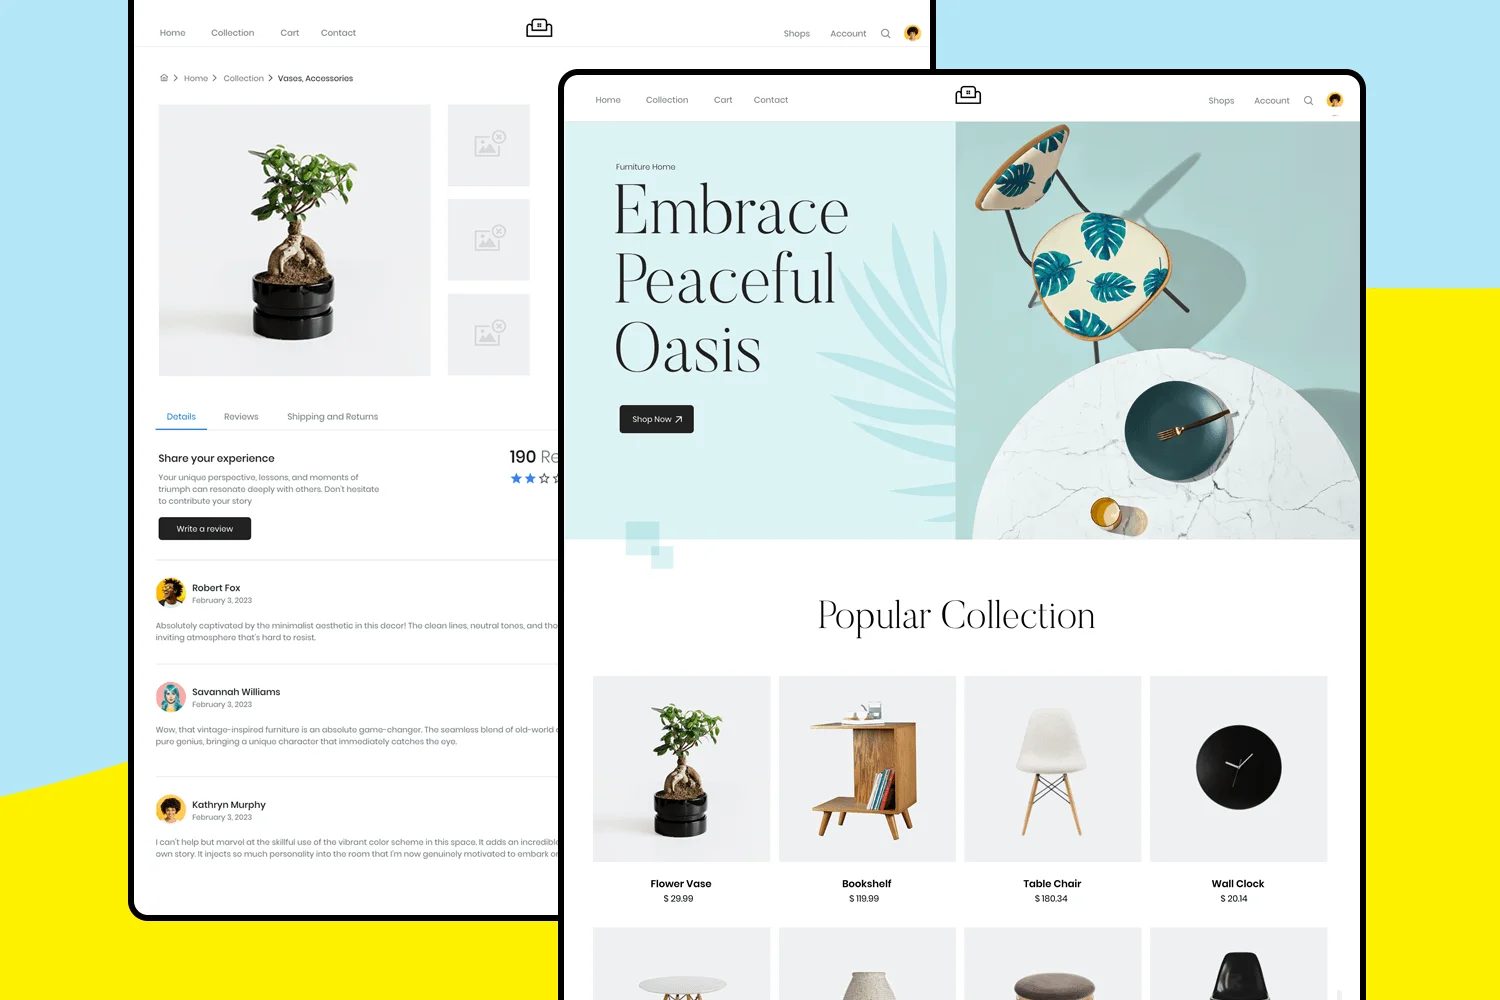 Home Collection Cart Contact
Shops Account
Home Collection Vases, Accessories
Details Reviews Shipping and Returns
Share your experience
Your unique perspective, lessons, and moments of
triumph can resonate deeply with others. Don't hesitate
to contribute your story
Write a review
190 Re
Robert Fox
February 3, 2023
Absolutely captivated by the minimalist aesthetic in this decor! The clean lines, neutral tones, and tho
inviting atmosphere that's hard to resist.
Savannah Williams
February 3, 2023
Wow, that vintage-inspired furniture is an absolute game-changer. The seamless blend of old-world
pure genius, bringing a unique character that immediately catches the eye.
Kathryn Murphy
February 3, 2023
I can't help but marvel at the skillful use of the vibrant color scheme in this space. It adds an incredible
own story. It injects so much personality into the room that I'm now genuinely motivated to embark
Home Collection Cart Contact
Shops Account
Furniture Home
Embrace
Peaceful
Oasis
Shop Now
Popular Collection
Flower Vase
$ 29.99
Bookshelf
$ 119.99
Table Chair
$ 180.34
Wall Clock
$ 20.14